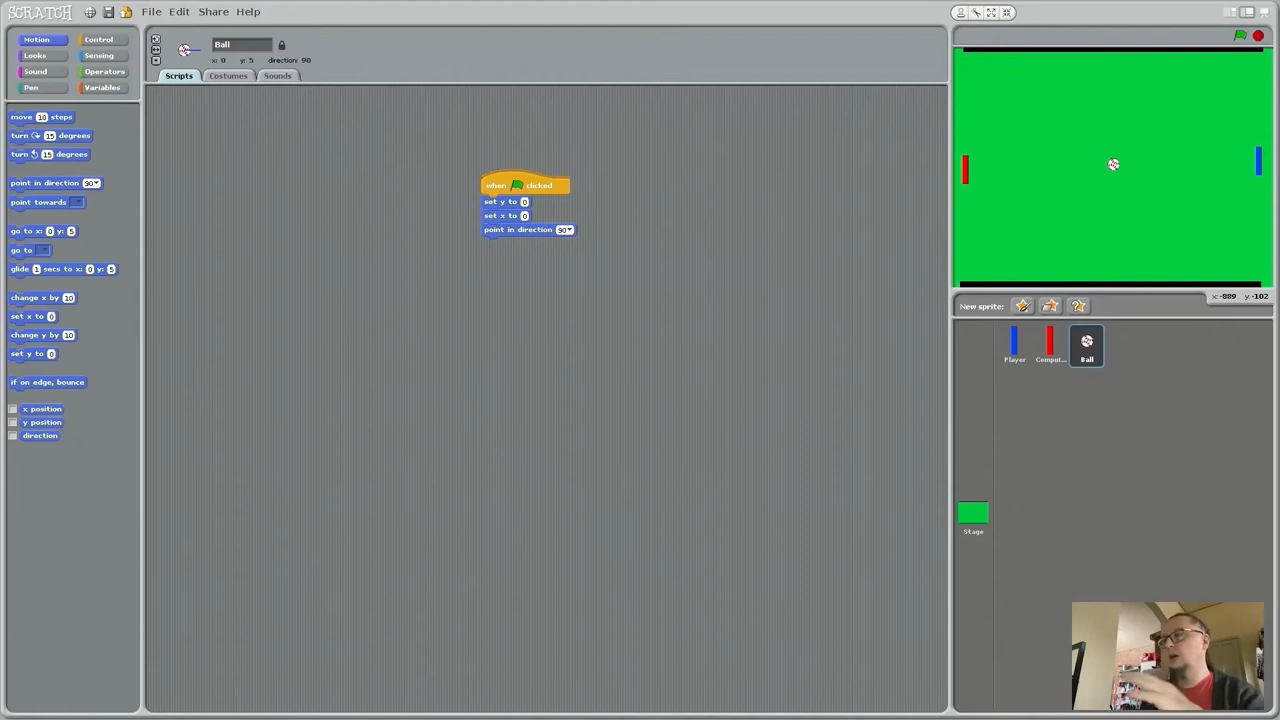 SCRATCH File Edit Share Help
Motion Control
Looks Sensing
Sound Operators
Pen Variables
move 10 steps
turn 15 degrees
turn 15 degrees
point in direction 90
point towards
go to x: 0 y: 5
go to
glide 1 secs to x: 0 y: 5
change x by 10
set x to 0
change y by 10
set y to 0
if on edge, bounce
x position
y position
direction
Ball
x: 0 y: 5 direction: 90
Scripts Costumes Sounds
when clicked
set y to 0
set x to 0
point in direction 90
x: -889 y: -102
New sprite:
Player Comput... Ball
Stage